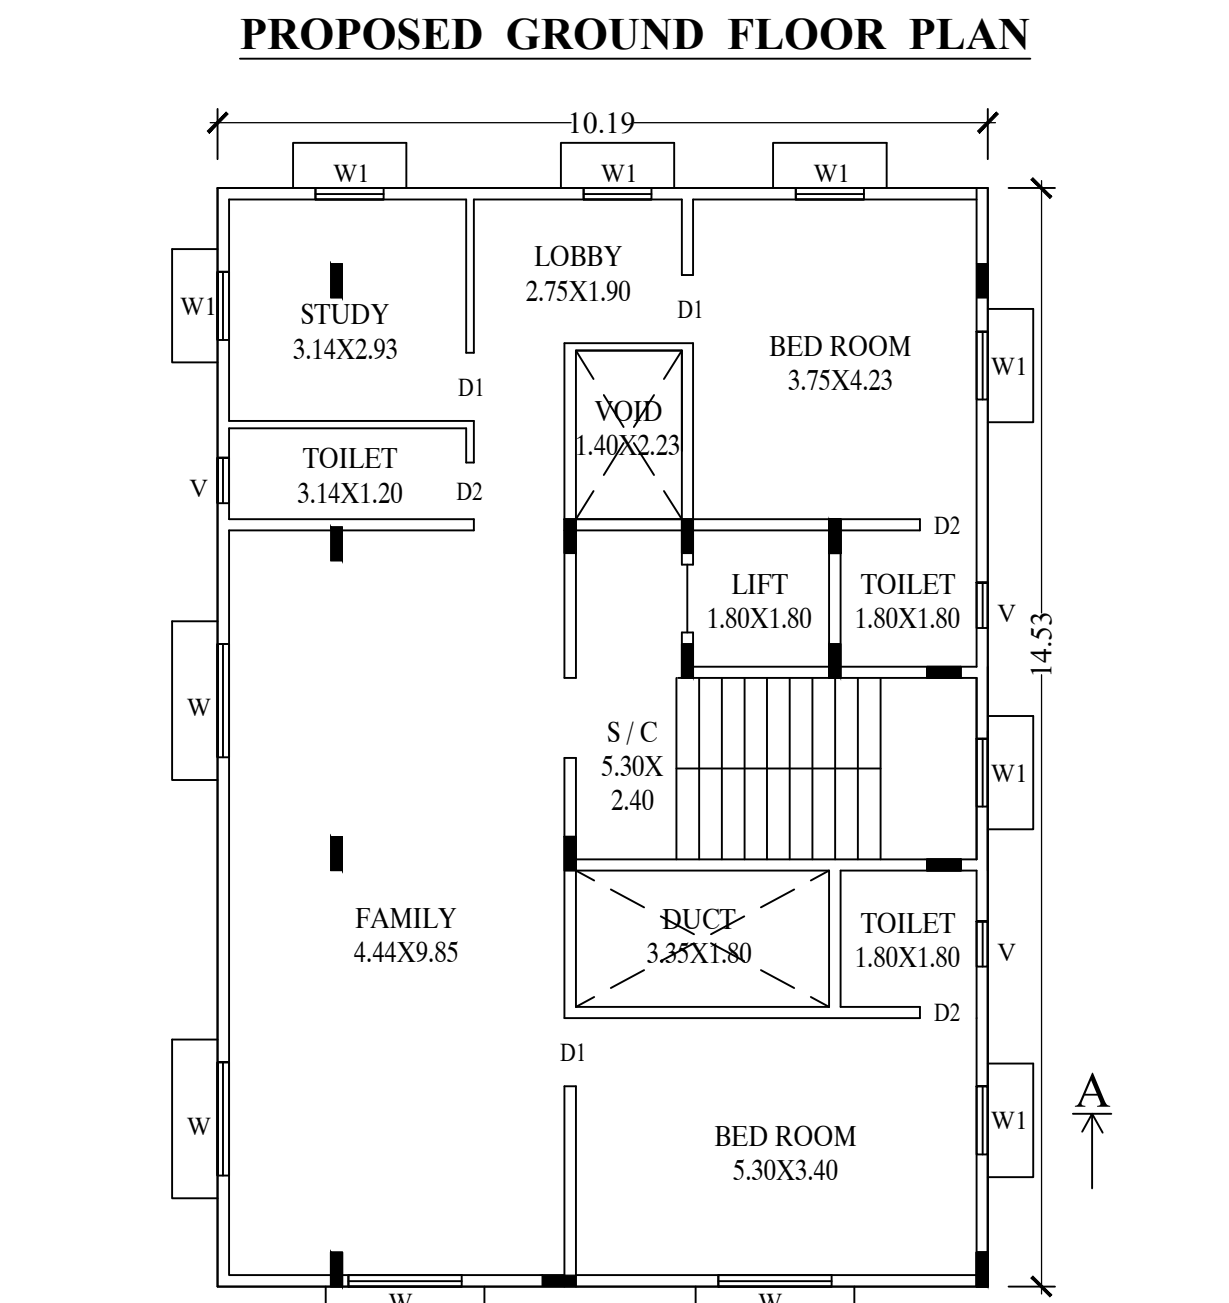 PROPOSED GROUND FLOOR PLAN
10.19
W1
W1
W1
W1
STUDY
3.14X2.93
LOBBY
2.75X1.90
D1
BED ROOM
3.75X4.23
W1
D1
VOID
1.40X2.23
V
TOILET
3.14X1.20
D2
D2
LIFT
1.80X1.80
TOILET
1.80X1.80
V
14.53
W
S / C
5.30X
2.40
W1
FAMILY
4.44X9.85
DUCT
3.35X1.80
TOILET
1.80X1.80
V
D2
D1
A
W
BED ROOM
5.30X3.40
W1
W
W